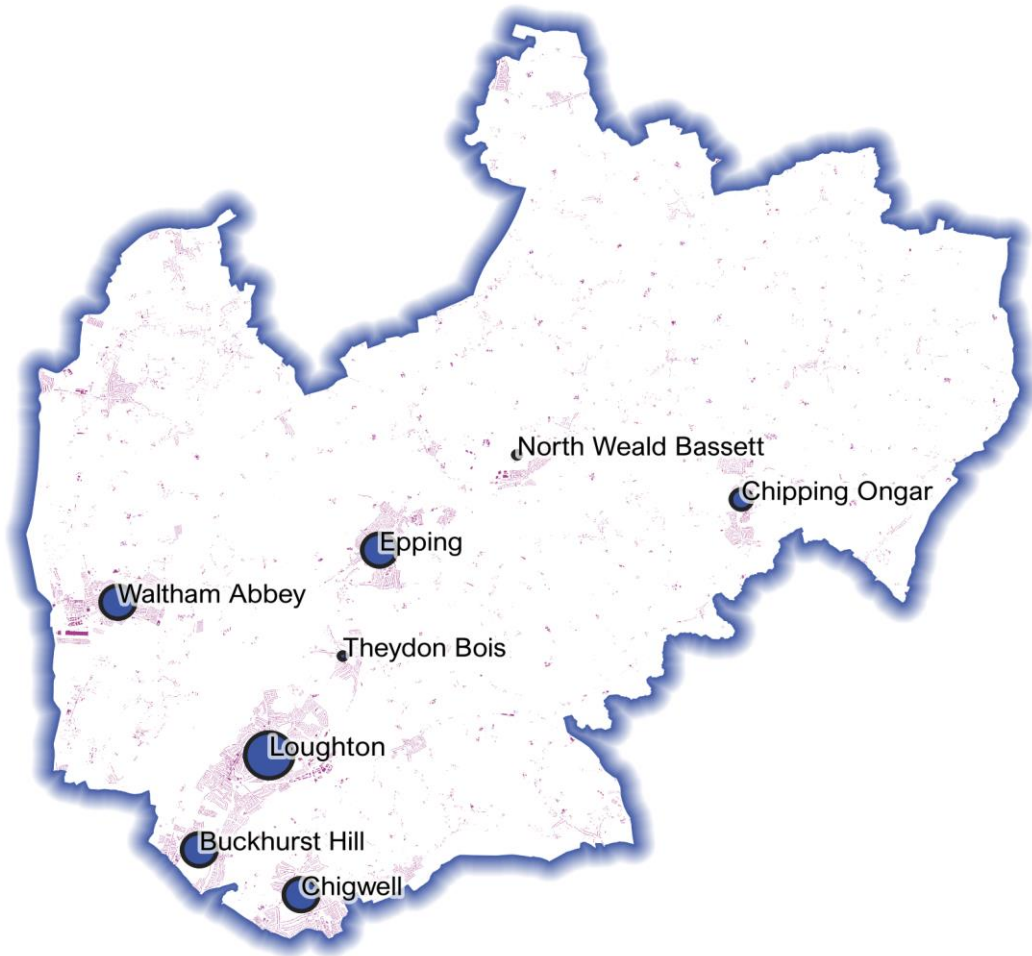 North Weald Bassett
Chipping Ongar
Epping
Waltham Abbey
Theydon Bois
Loughton
Buckhurst Hill
Chigwell